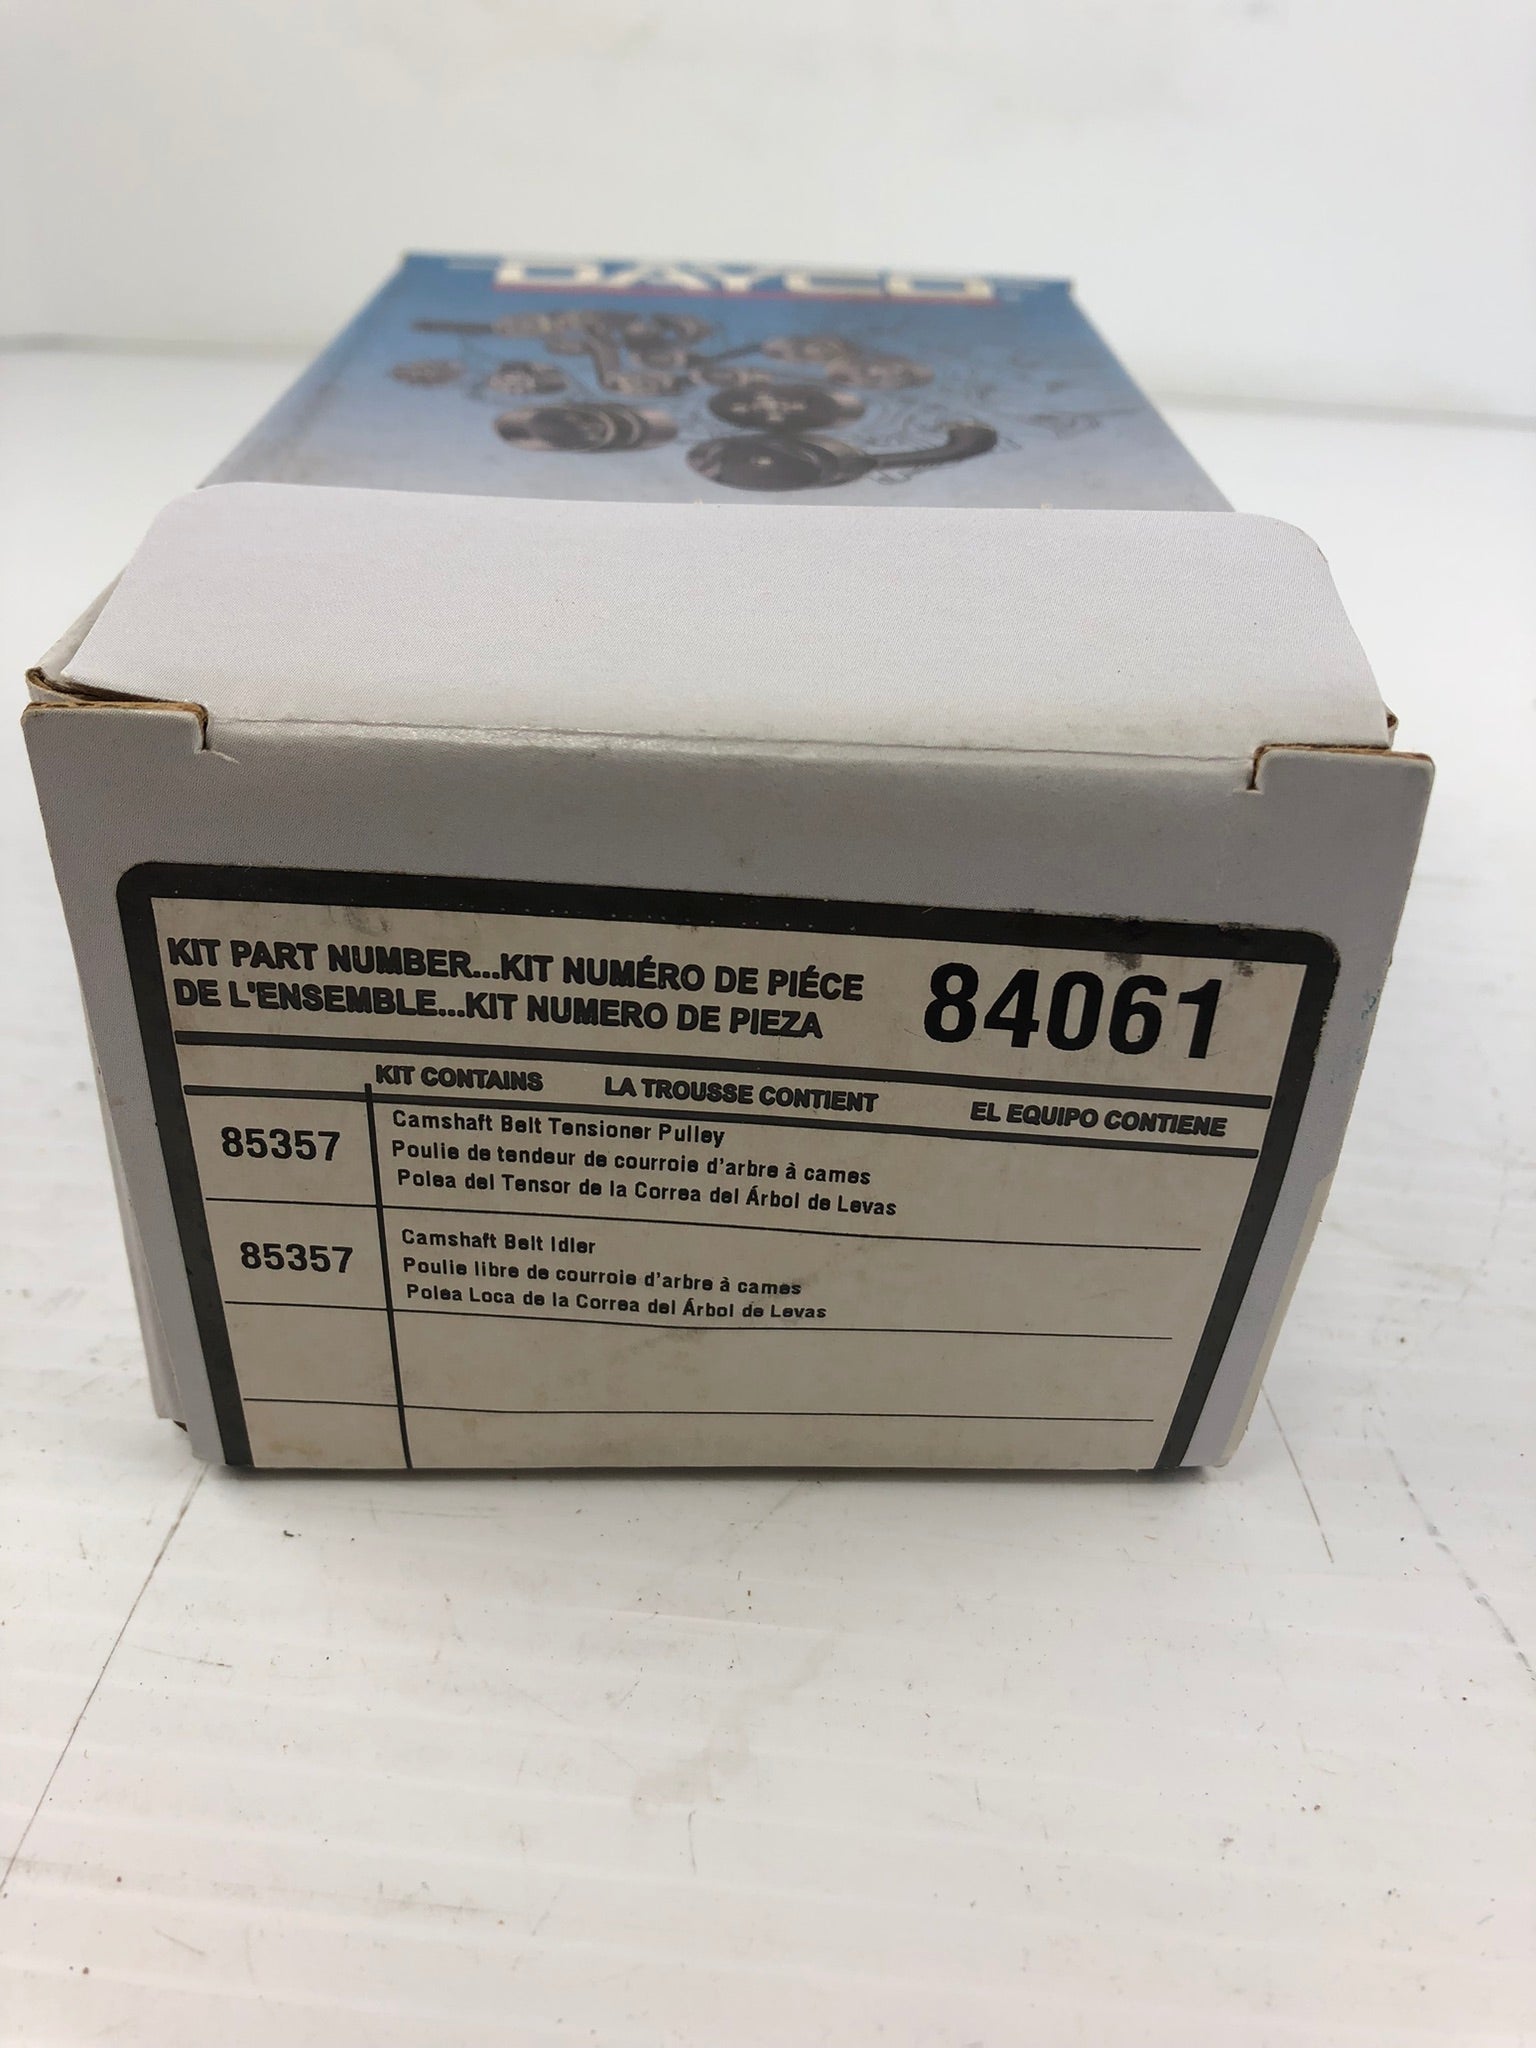 DAYCO
KIT PART NUMBER...KIT NUMÉRO DE PIÉCE
DE L'ENSEMBLE...KIT NUMERO DE PIEZA
84061
KIT CONTAINS LA TROUSSE CONTIENT EL EQUIPO CONTIENE
85357
Camshaft Belt Tensioner Pulley
Poulie de tendeur de courroie d'arbre à cames
Polea del Tensor de la Correa del Árbol de Levas
85357
Camshaft Belt Idler
Poulie libre de courroie d'arbre à cames
Polea Loca de la Correa del Árbol de Levas